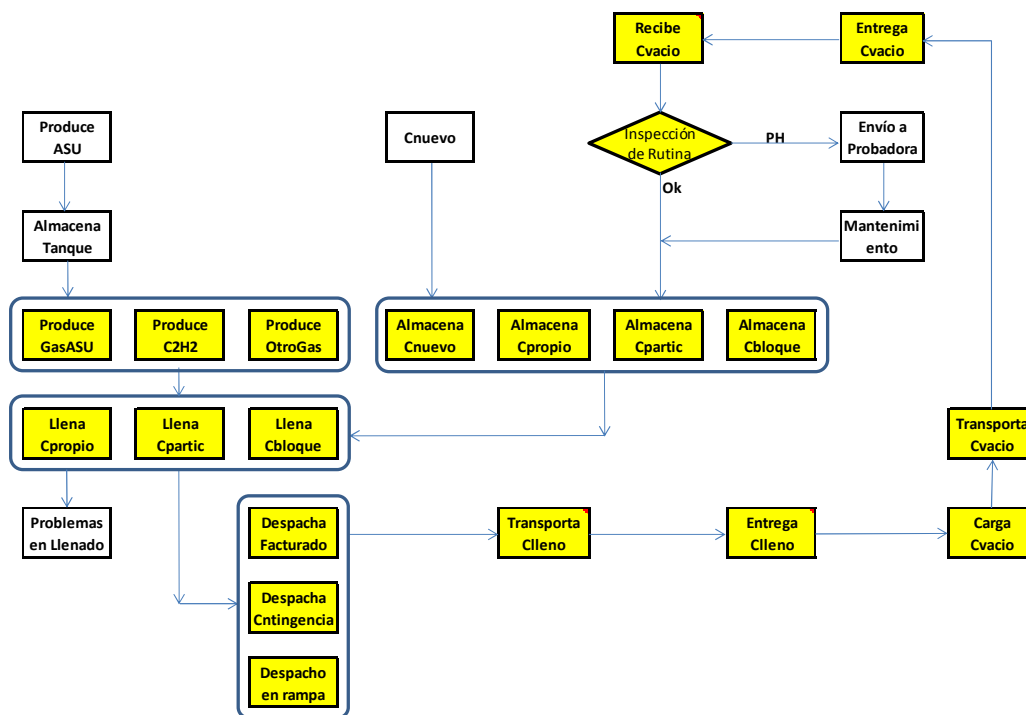 Recibe
Cvacio
Entrega
Cvacio
Produce
ASU
Cnuevo
Inspección
de Rutina
PH
Envío a
Probadora
Ok
Almacena
Tanque
Mantenimi
ento
Produce
GasASU
Produce
C2H2
Produce
OtroGas
Almacena
Cnuevo
Almacena
Cpropio
Almacena
Cpartic
Almacena
Cbloque
Llena
Cpropio
Llena
Cpartic
Llena
Cbloque
Transporta
Cvacio
Problemas
en Llenado
Despacha
Facturado
Transporta
Clleno
Entrega
Clleno
Carga
Cvacio
Despacha
Cntingencia
Despacho
en rampa